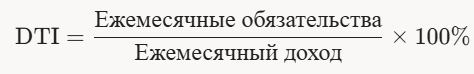 DTI = Ежемесячные обязательства / Ежемесячный доход × 100%